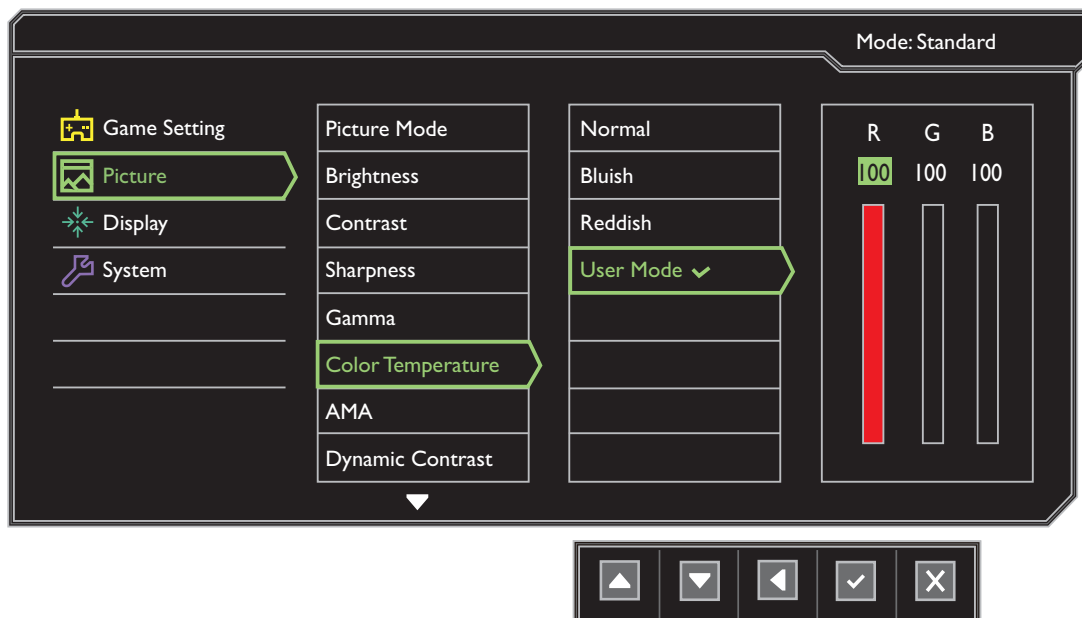 Mode: Standard
Game Setting
Picture
Display
System
Picture Mode
Brightness
Contrast
Sharpness
Gamma
Color Temperature
AMA
Dynamic Contrast
Normal
Bluish
Reddish
User Mode
R G B
100 100 100